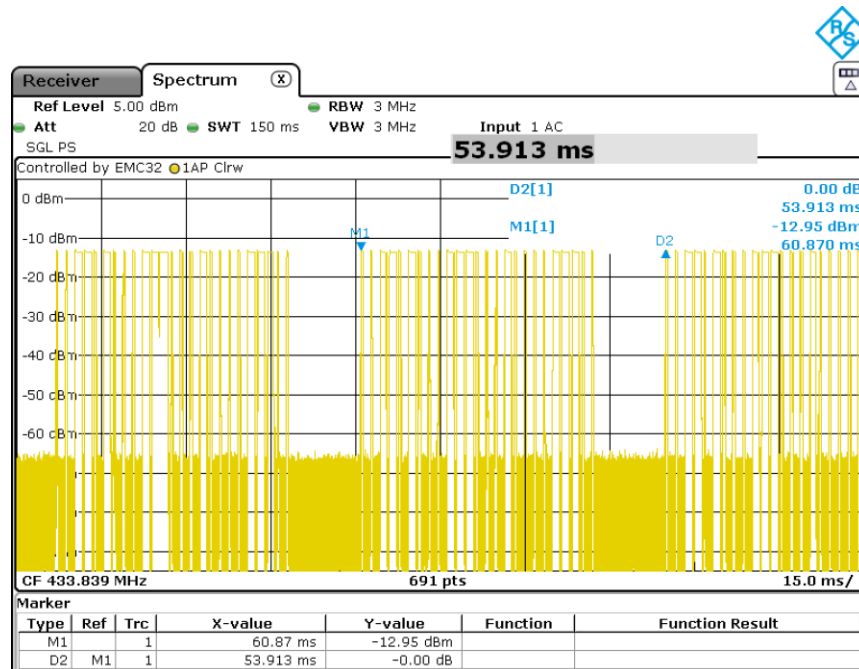 R&S
Receiver Spectrum X
Ref Level 5.00 dBm RBW 3 MHz
Att 20 dB SWT 150 ms VBW 3 MHz Input 1 AC
SGL PS 53.913 ms
Controlled by EMC32 1AP Clrw
D2[1] 0.00 dB
53.913 ms
M1[1] -12.95 dBm
60.870 ms
0 dBm
-10 dBm
M1
D2
-20 dBm
-30 dBm
-40 dBm
-50 dBm
-60 dBm
CF 433.839 MHz 691 pts 15.0 ms/
Marker
Type Ref Trc X-value Y-value Function Function Result
M1 1 60.87 ms -12.95 dBm
D2 M1 1 53.913 ms -0.00 dB